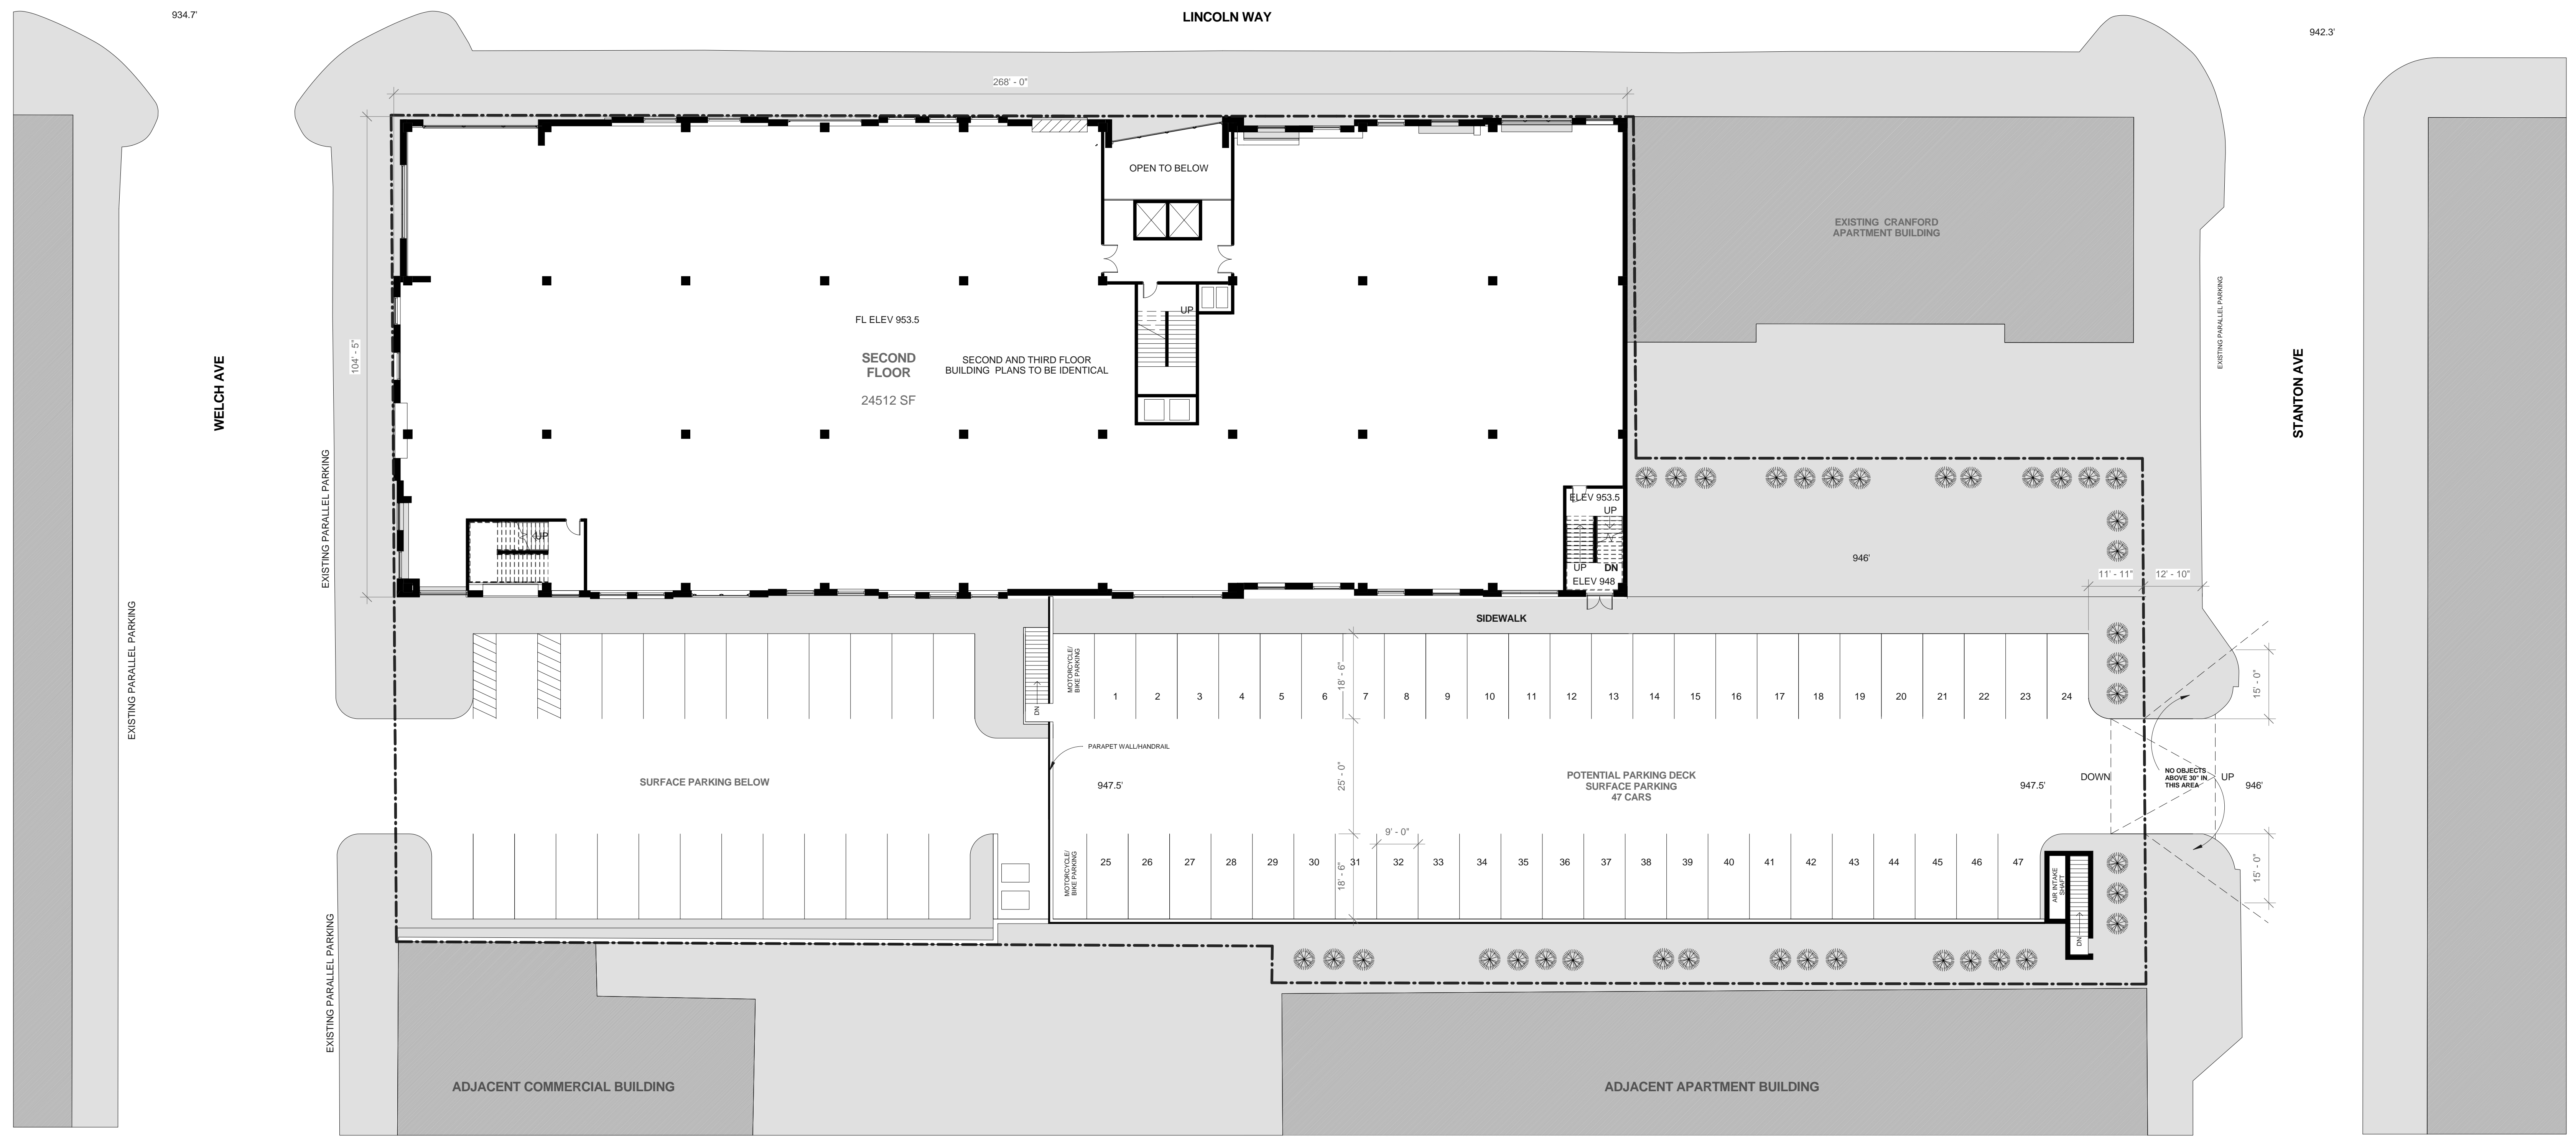 934.7'
LINCOLN WAY
942.3'
268' - 0"
OPEN TO BELOW
EXISTING CRANFORD
APARTMENT BUILDING
UP
FL ELEV 953.5
SECOND
FLOOR
24512 SF
SECOND AND THIRD FLOOR
BUILDING PLANS TO BE IDENTICAL
104' - 5"
WELCH AVE
EXISTING PARALLEL PARKING
STANTON AVE
EXISTING PARALLEL PARKING
EXISTING PARALLEL PARKING
EXISTING PARALLEL PARKING
UP
ELEV 953.5
UP
UP
DN
ELEV 948
946'
11' - 11"
12' - 10"
SIDEWALK
MOTORCYCLE/
BIKE PARKING
DN
1
2
3
4
5
6
7
8
9
10
11
12
13
14
15
16
17
18
19
20
21
22
23
24
18' - 6"
15' - 0"
PARAPET WALL/HANDRAIL
SURFACE PARKING BELOW
947.5'
25' - 0"
POTENTIAL PARKING DECK
SURFACE PARKING
47 CARS
947.5'
DOWN
NO OBJECTS
ABOVE 30" IN
THIS AREA
UP
946'
9' - 0"
MOTORCYCLE/
BIKE PARKING
25
26
27
28
29
30
31
32
33
34
35
36
37
38
39
40
41
42
43
44
45
46
47
18' - 6"
AIR INTAKE
SHAFT
DN
15' - 0"
ADJACENT COMMERCIAL BUILDING
ADJACENT APARTMENT BUILDING